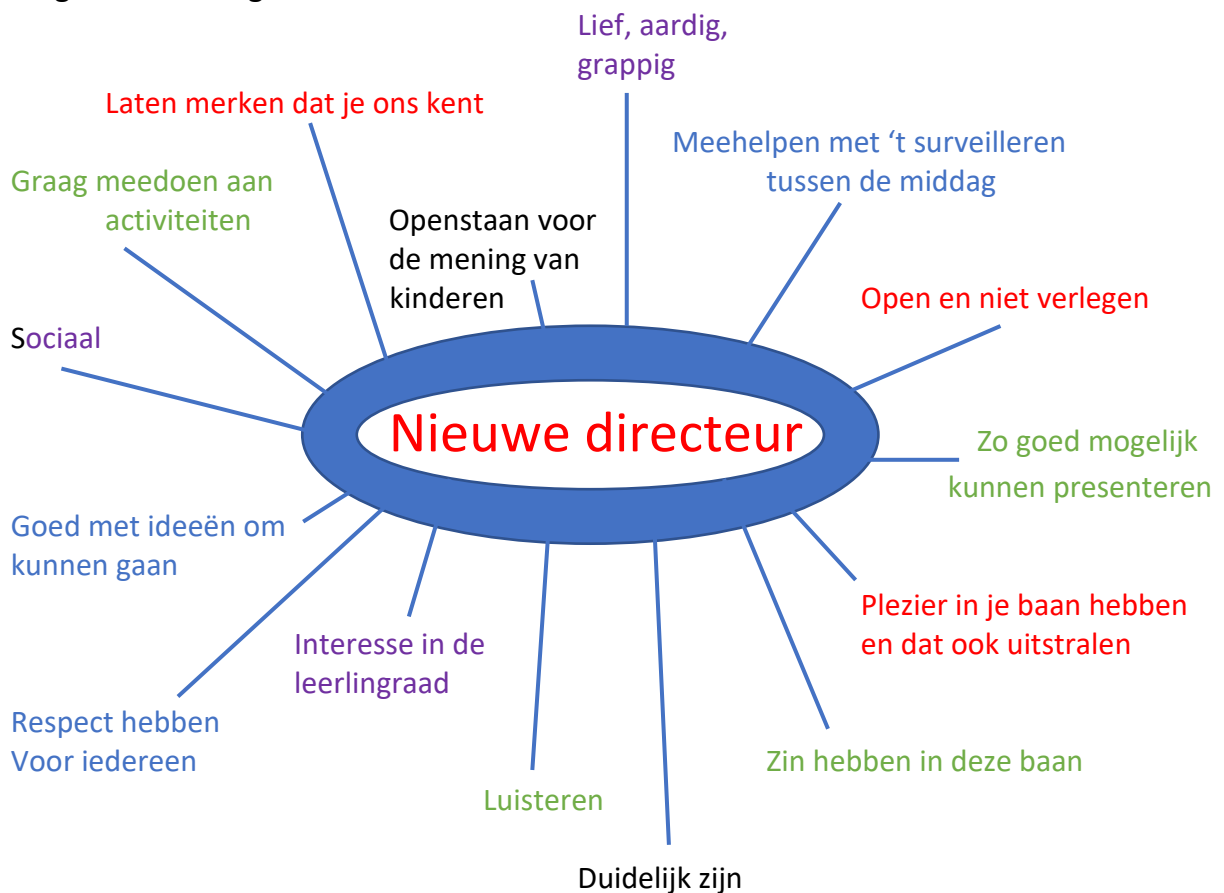 Lief, aardig,
grappig
Laten merken dat je ons kent
Meehelpen met ‘t surveilleren
tussen de middag
Graag meedoen aan
activiteiten
Openstaan voor
de mening van
kinderen
Open en niet verlegen
Sociaal
Nieuwe directeur
Zo goed mogelijk
kunnen presenteren
Goed met ideeën om
kunnen gaan
Plezier in je baan hebben
en dat ook uitstralen
Interesse in de
leerlingraad
Respect hebben
Voor iedereen
Zin hebben in deze baan
Luisteren
Duidelijk zijn